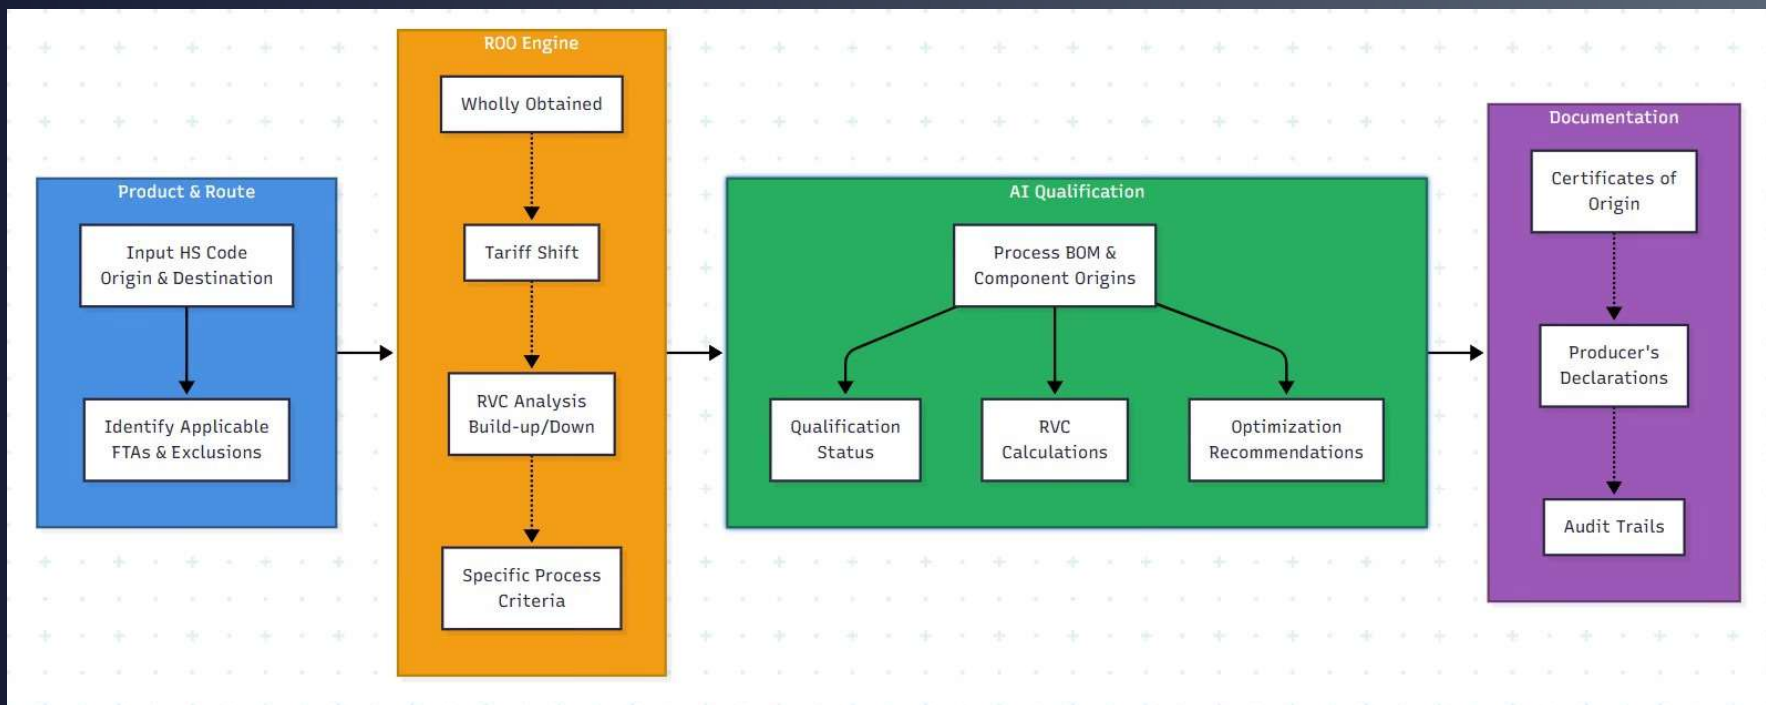 Product & Route
Input HS Code
Origin & Destination
Identify Applicable
FTAs & Exclusions
ROO Engine
Wholly Obtained
Tariff Shift
RVC Analysis
Build-up/Down
Specific Process
Criteria
AI Qualification
Process BOM &
Component Origins
Qualification
Status
RVC
Calculations
Optimization
Recommendations
Documentation
Certificates of
Origin
Producer's
Declarations
Audit Trails